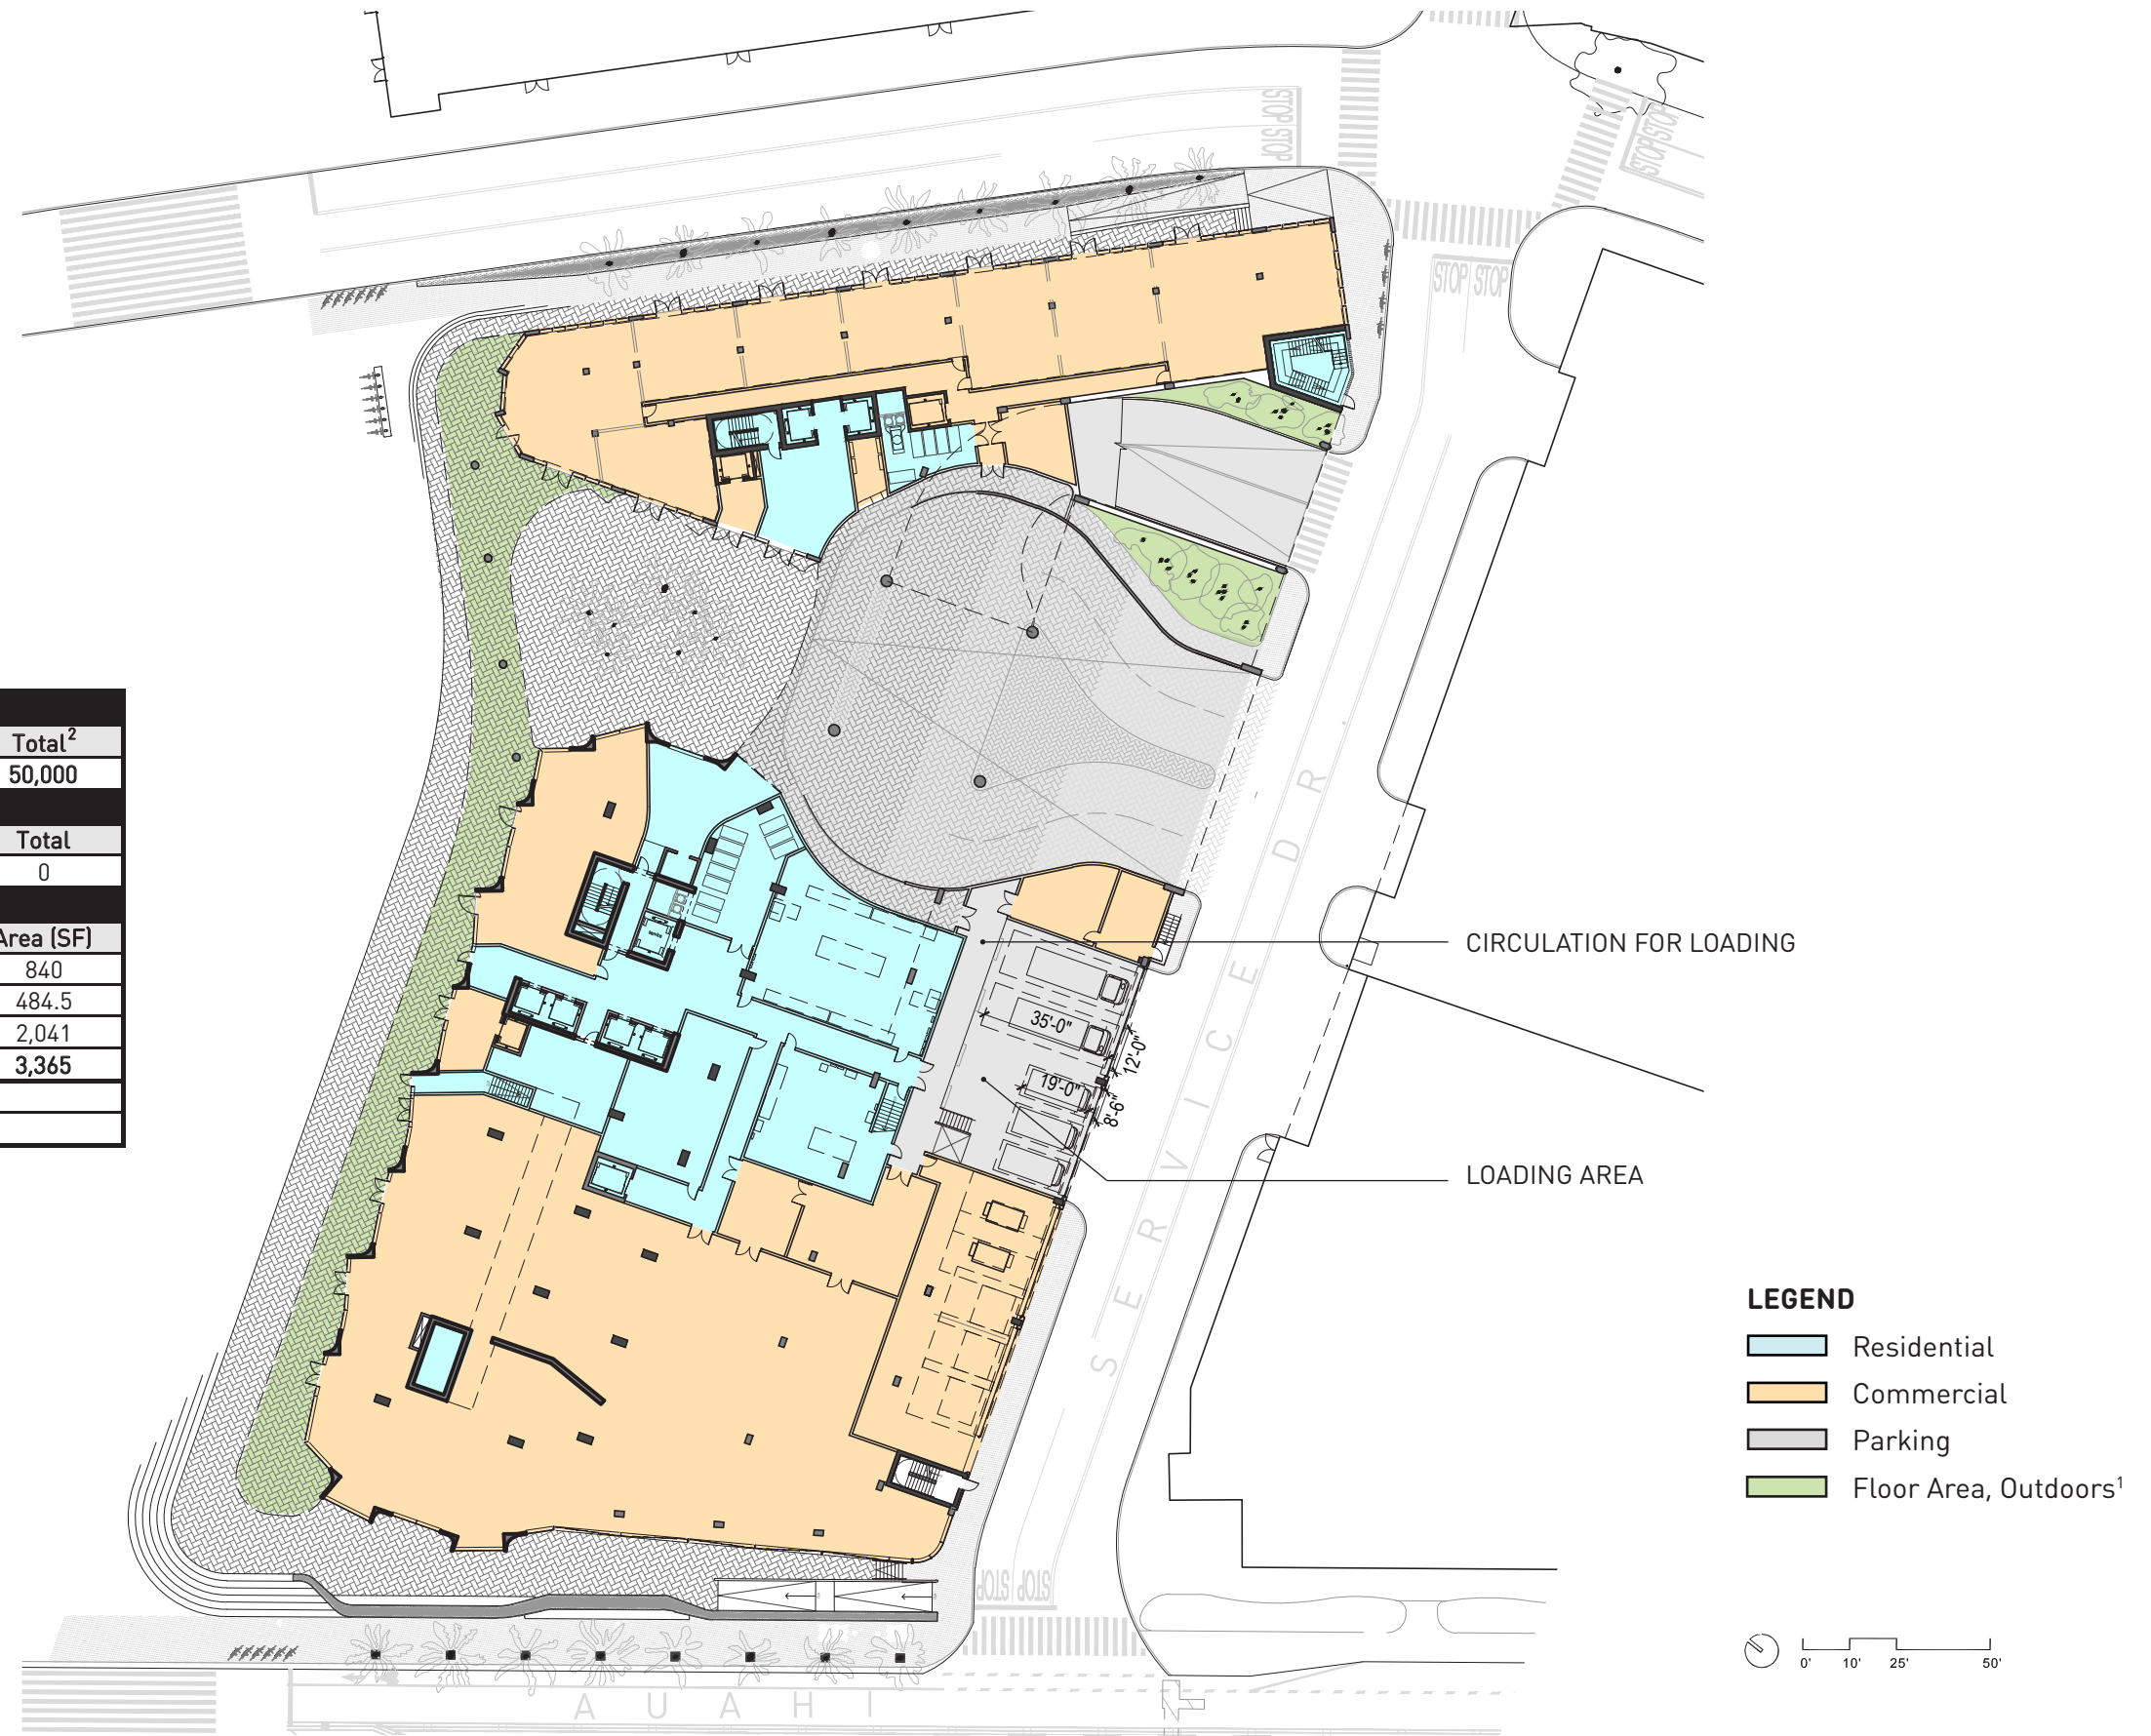 STOP STOP
STOP STOP
STOP STOP
Total²
50,000
Total
0
Area (SF)
840
484.5
2,041
3,365
CIRCULATION FOR LOADING
35'-0"
12'-0"
19'-0"
8'-6"
LOADING AREA
SERVICE DR.
STOP STOP
AUAHI
LEGEND
Residential
Commercial
Parking
Floor Area, Outdoors¹
0' 10' 25' 50'